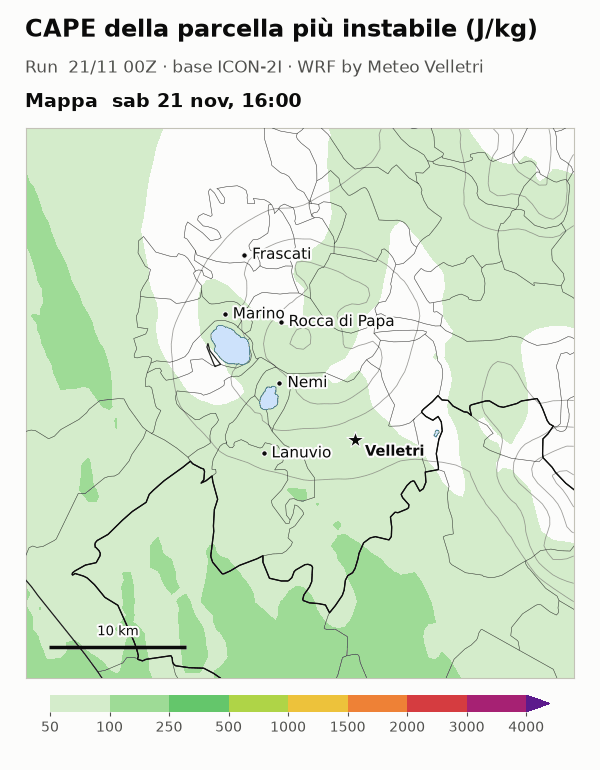 CAPE della parcella più instabile (J/kg)
Run  21/11 00Z · base ICON-2I · WRF by Meteo Velletri
Mappa  sab 21 nov, 16:00
Frascati
Marino
Rocca di Papa
Nemi
Velletri
Lanuvio
10 km
50 100 250 500 1000 1500 2000 3000 4000